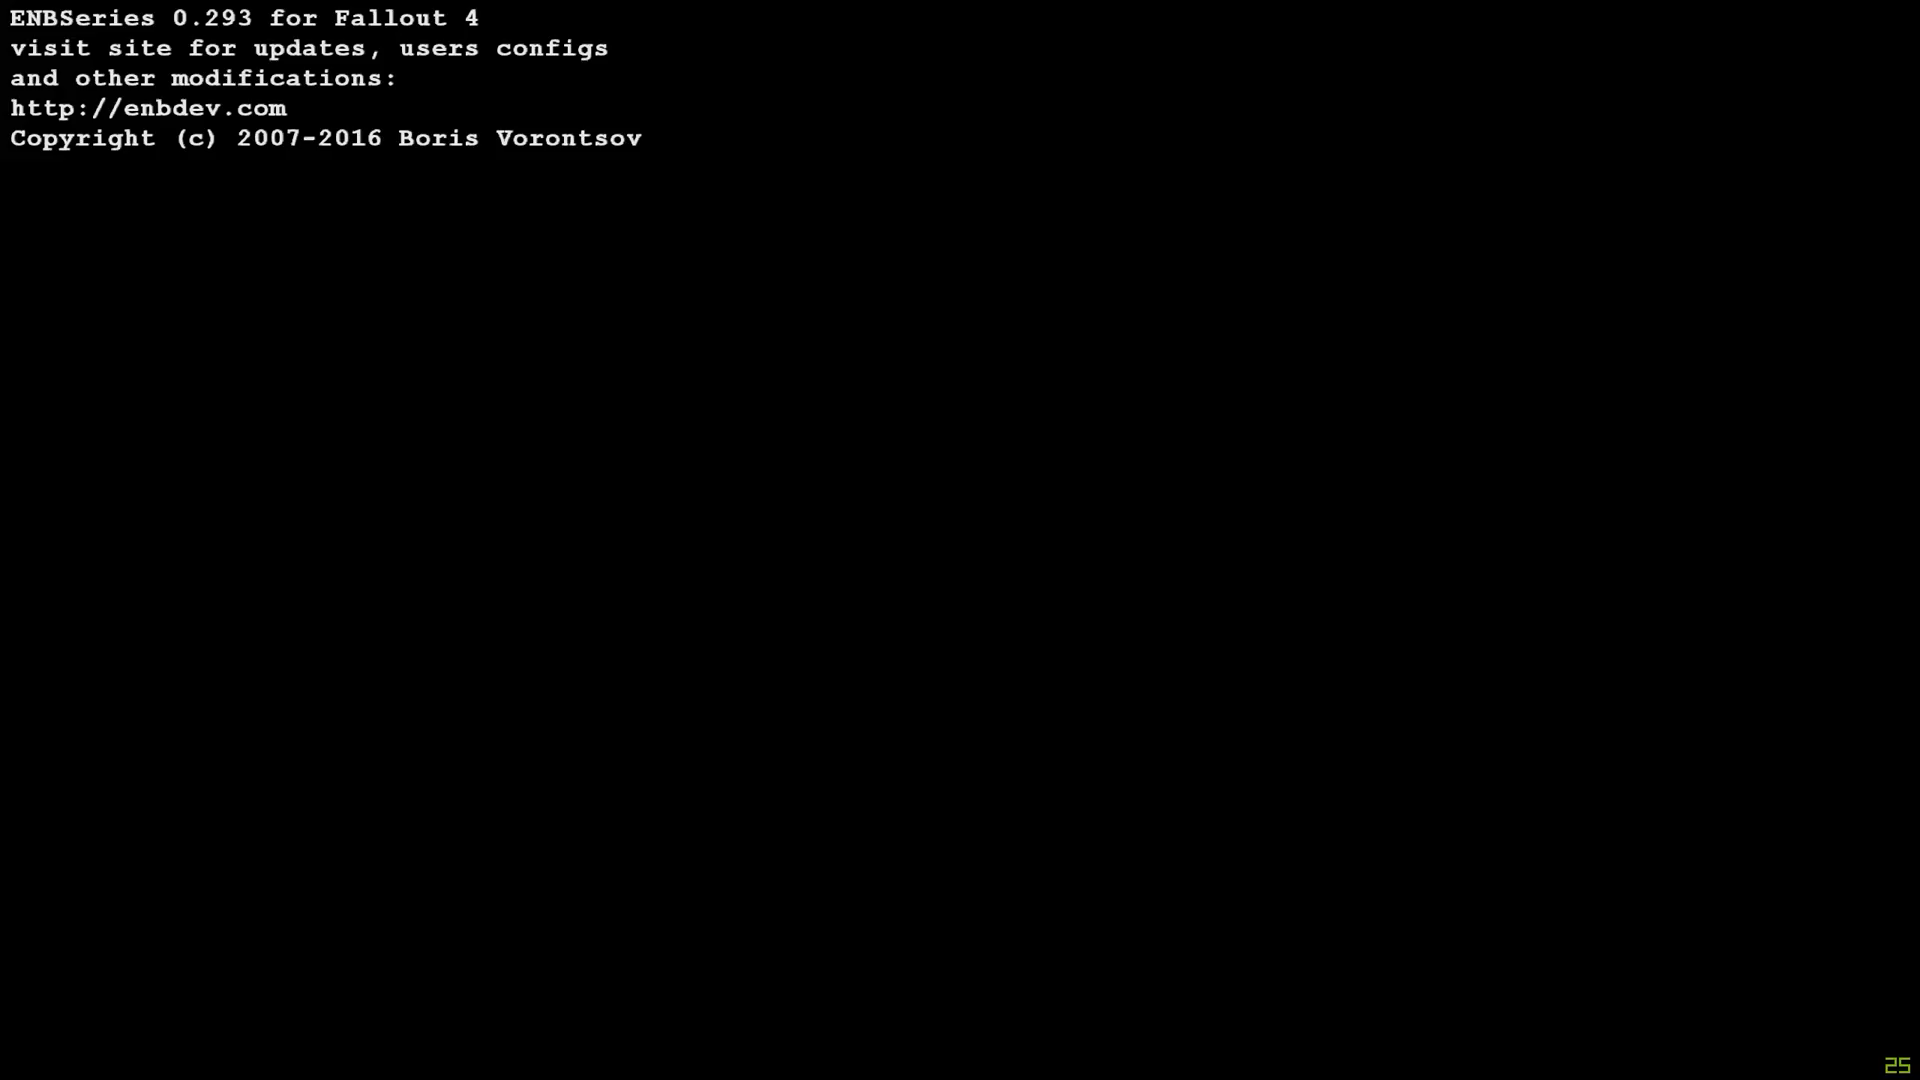 ENBSeries 0.293 for Fallout 4
visit site for updates, users configs
and other modifications:
http://enbdev.com
Copyright (c) 2007-2016 Boris Vorontsov
25